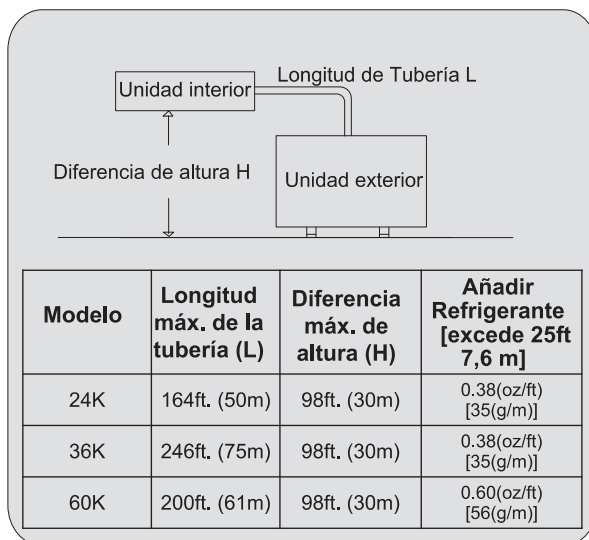 Longitud de Tubería L
Unidad interior
Diferencia de altura H
Unidad exterior
Modelo
Longitud
máx. de la
tubería (L)
Diferencia
máx. de
altura (H)
Añadir
Refrigerante
[excede 25ft
7,6 m]
24K
164ft. (50m)
98ft. (30m)
0.38(oz/ft)
[35(g/m)]
36K
246ft. (75m)
98ft. (30m)
0.38(oz/ft)
[35(g/m)]
60K
200ft. (61m)
98ft. (30m)
0.60(oz/ft)
[56(g/m)]